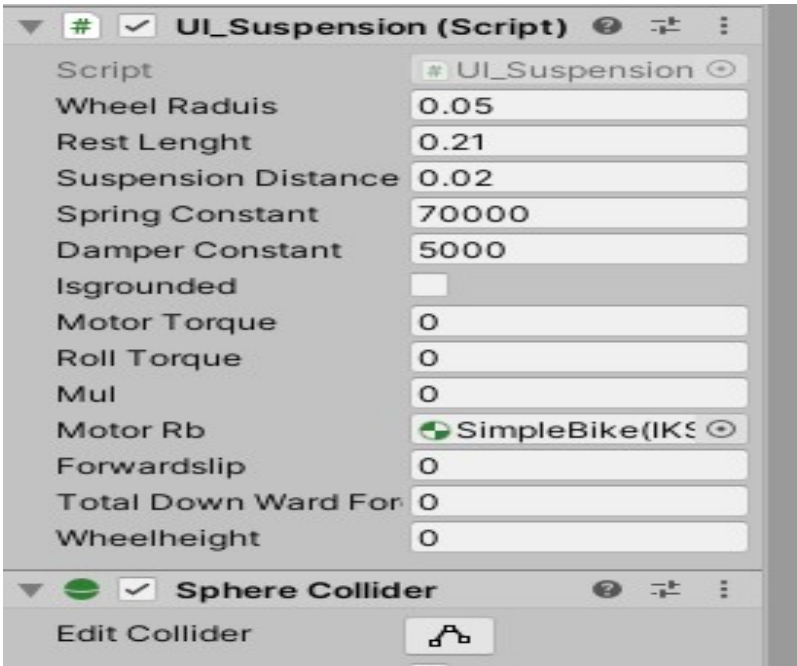 UI_Suspension (Script)
Script # UI_Suspension
Wheel Raduis 0.05
Rest Lenght 0.21
Suspension Distance 0.02
Spring Constant 70000
Damper Constant 5000
Isgrounded
Motor Torque 0
Roll Torque 0
Mul 0
Motor Rb SimpleBike(IKS
Forwardslip 0
Total Down Ward For 0
Wheelheight 0
Sphere Collider
Edit Collider